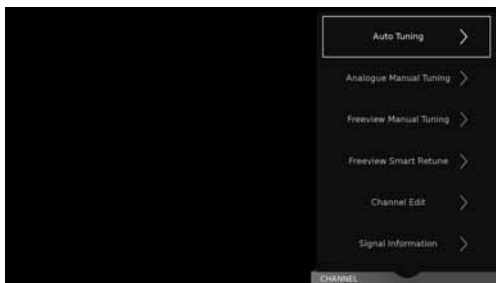 Auto Tuning
Analogue Manual Tuning
Freeview Manual Tuning
Freeview Smart Retune
Channel Edit
Signal Information
CHANNEL